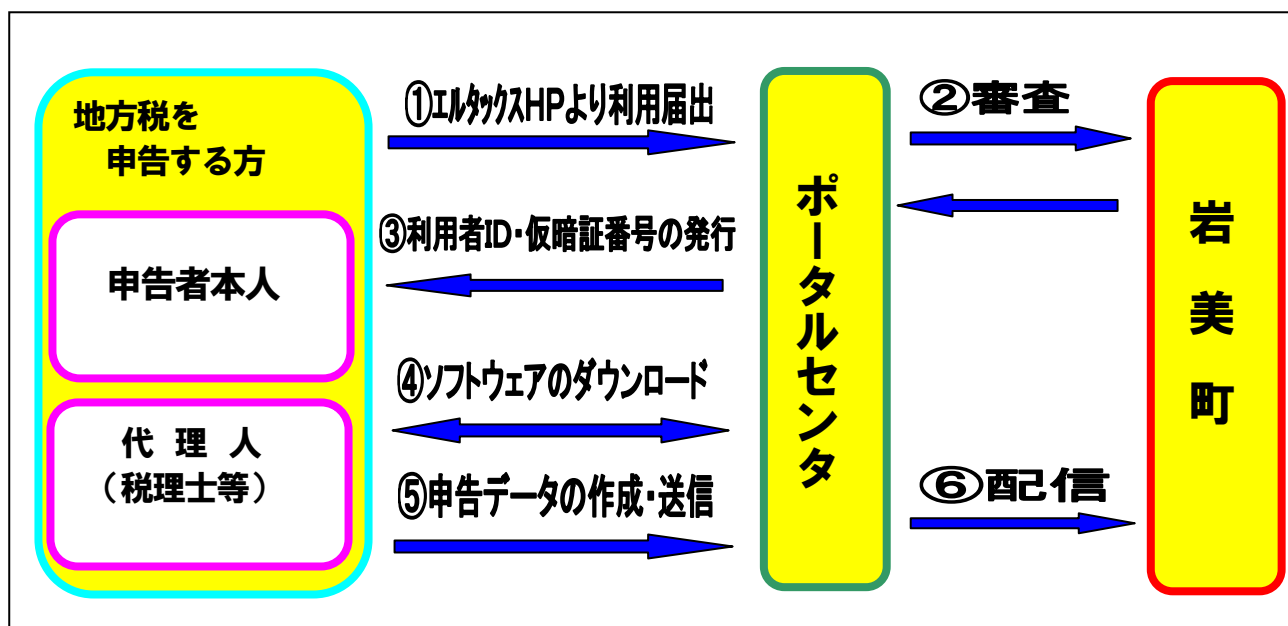 地方税を
申告する方
申告者本人
代理人
（税理士等）
①エルタックスHPより利用届出
③利用者ID・仮暗証番号の発行
④ソフトウェアのダウンロード
⑤申告データの作成・送信
ポータルセンタ
②審査
⑥配信
岩美町